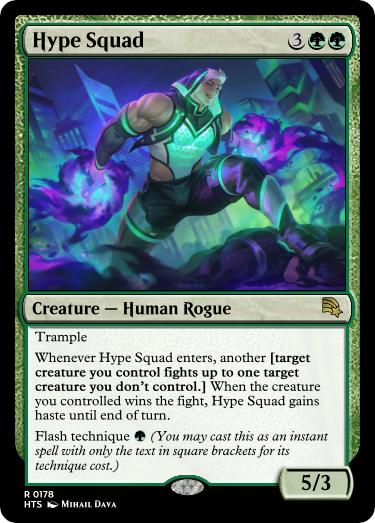 Hype Squad 3
Creature — Human Rogue
Trample
Whenever Hype Squad enters, another [target
creature you control fights up to one target
creature you don't control.] When the creature
you controlled wins the fight, Hype Squad gains
haste until end of turn.
Flash technique (You may cast this as an instant
spell with only the text in square brackets for its
technique cost.)
5/3
R 0178
HTS Mihail Dava